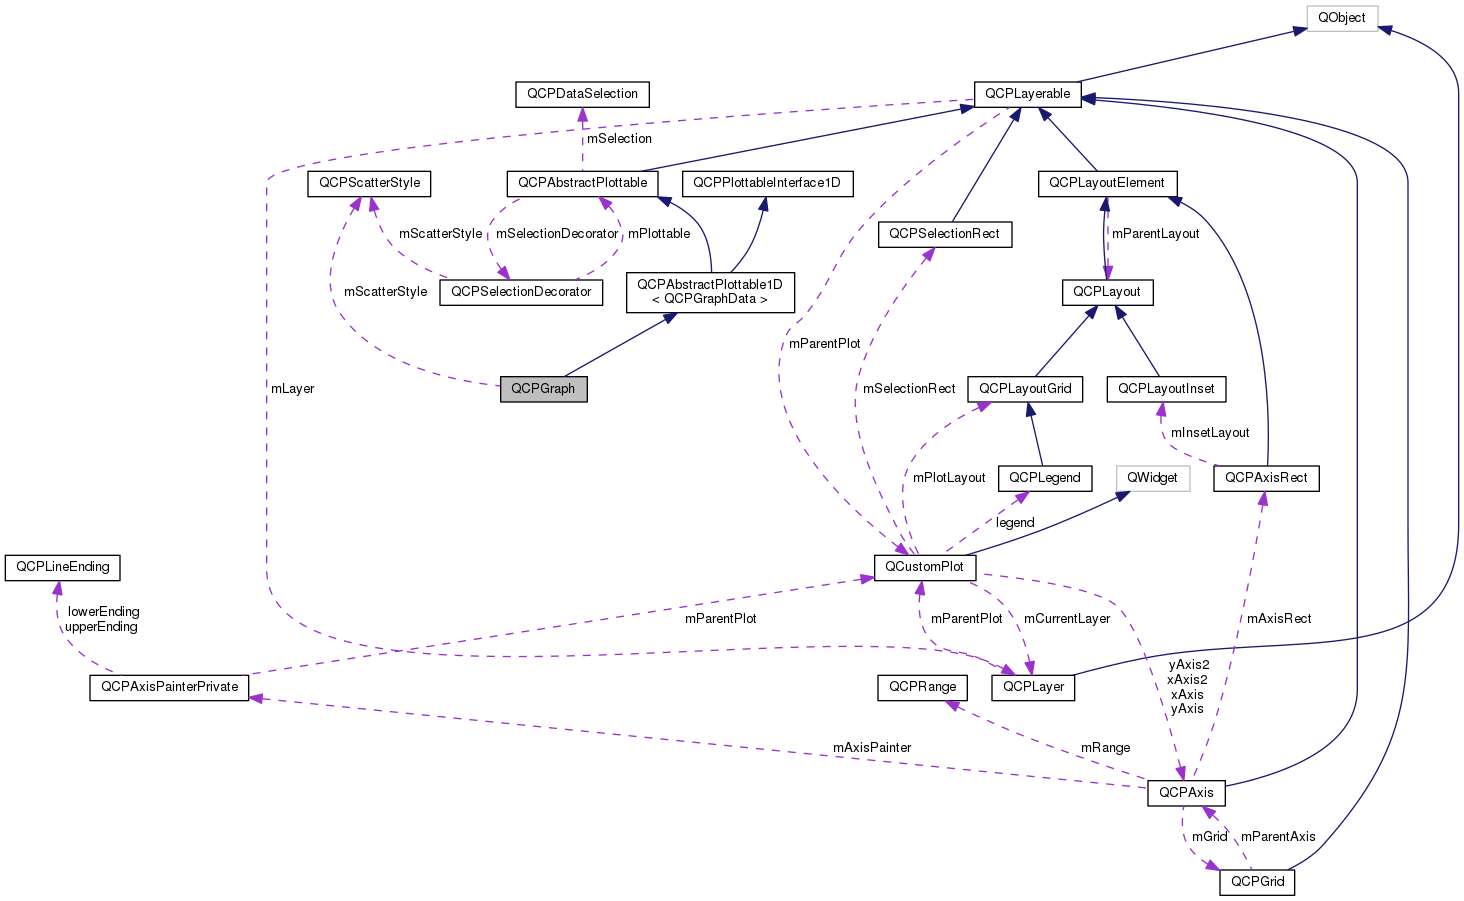 QObject
QCPDataSelection
QCPLayerable
mSelection
QCPScatterStyle
QCPAbstractPlottable
QCPPlottableInterface1D
QCPLayoutElement
mScatterStyle
mSelectionDecorator
mPlottable
QCPSelectionRect
mParentLayout
mScatterStyle
QCPSelectionDecorator
QCPAbstractPlottable1D
< QCPGraphData >
QCPLayout
mParentPlot
mLayer
QCPGraph
mSelectionRect
QCPLayoutGrid
QCPLayoutInset
mInsetLayout
mPlotLayout
QCPLegend
QWidget
QCPAxisRect
legend
QCPLineEnding
QCustomPlot
lowerEnding
upperEnding
mParentPlot
mParentPlot
mCurrentLayer
mAxisRect
yAxis2
xAxis2
xAxis
yAxis
QCPAxisPainterPrivate
QCPRange
QCPLayer
mAxisPainter
mRange
QCPAxis
mGrid
mParentAxis
QCPGrid